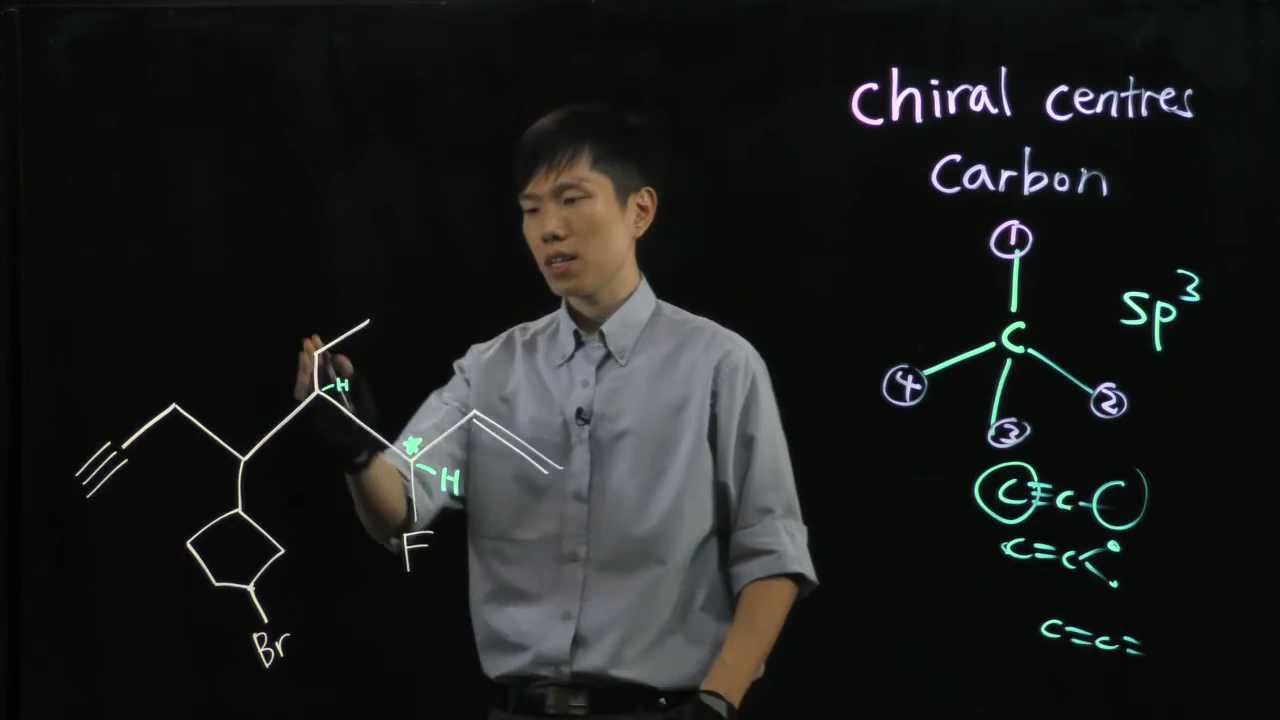 chiral centres
carbon
1
C
sp³
4
2
3
C≡C-C
C=C
C=C=
H
*
H
F
Br